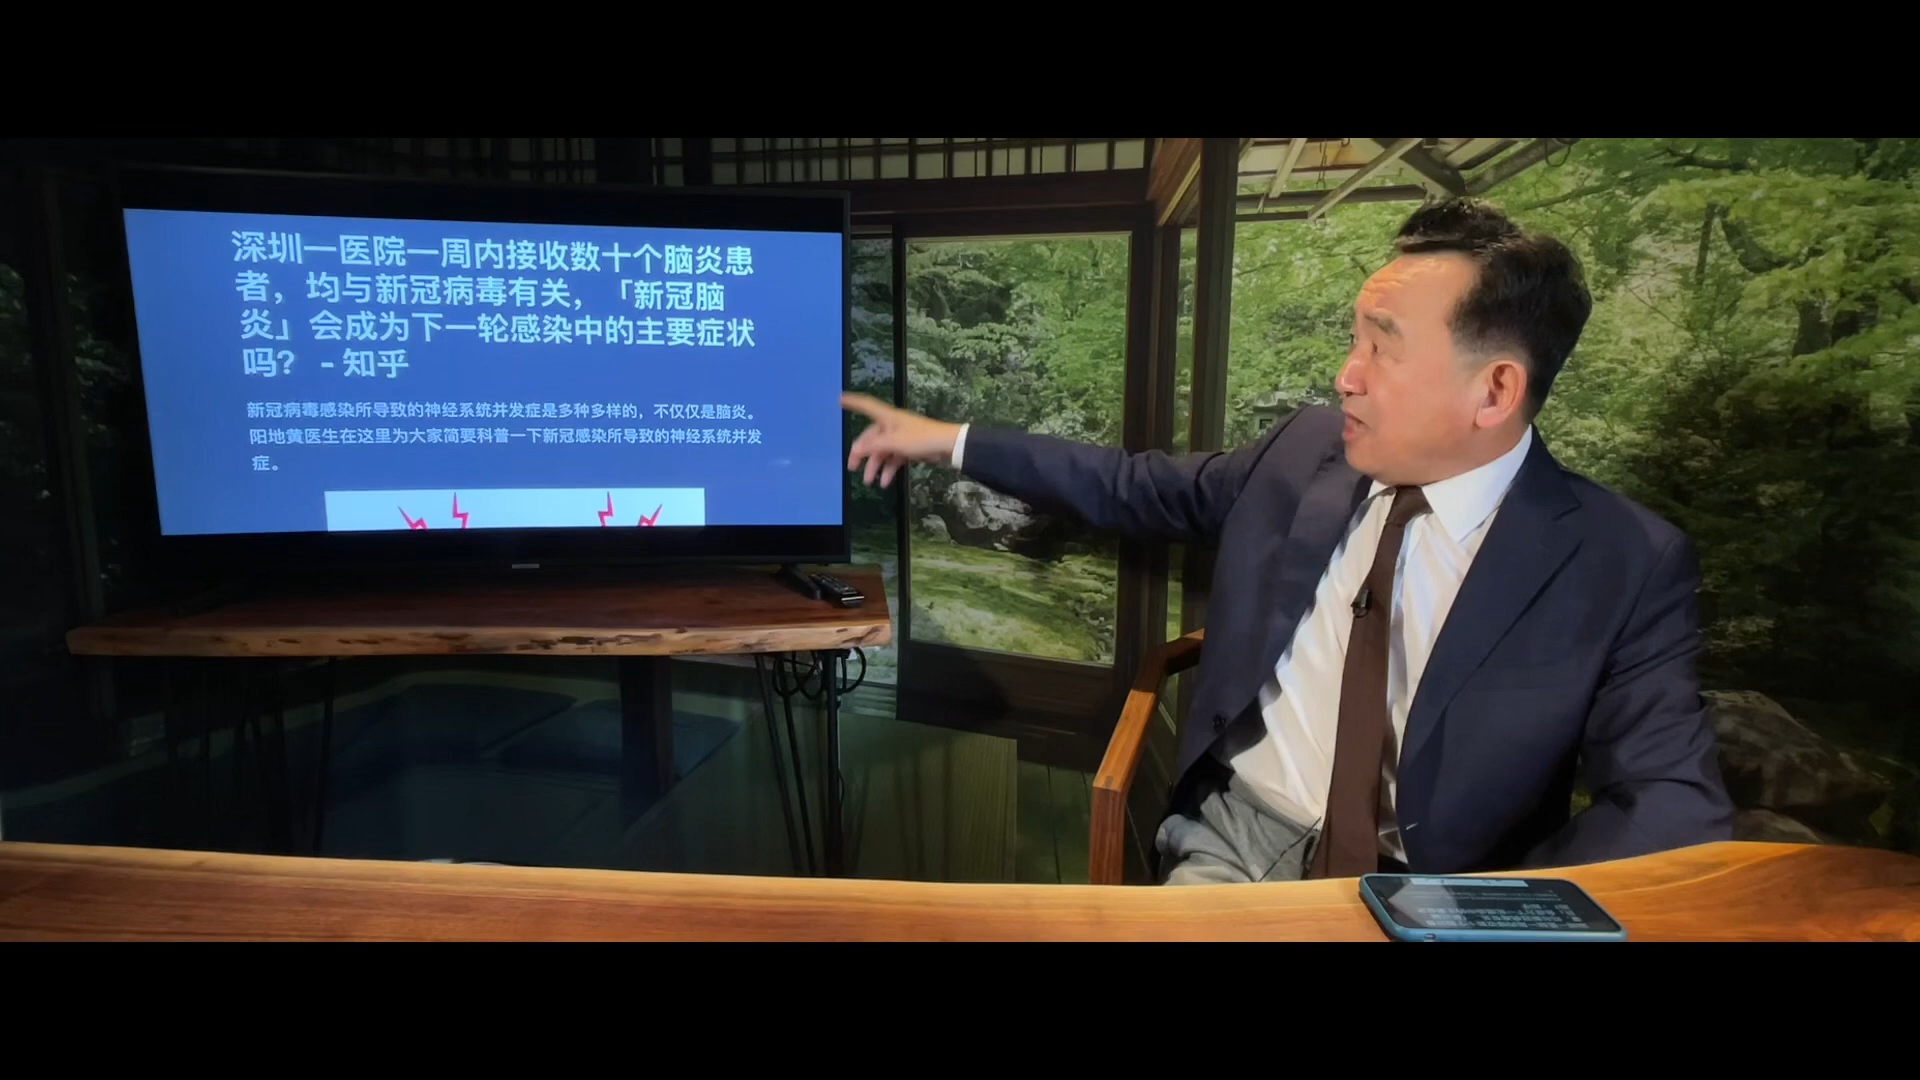 深圳一医院一周内接收数十个脑炎患
者，均与新冠病毒有关，「新冠脑
炎」会成为下一轮感染中的主要症状
吗？ - 知乎
新冠病毒感染所导致的神经系统并发症是多种多样的，不仅仅是脑炎。
阳地黄医生在这里为大家简要科普一下新冠感染所导致的神经系统并发
症。